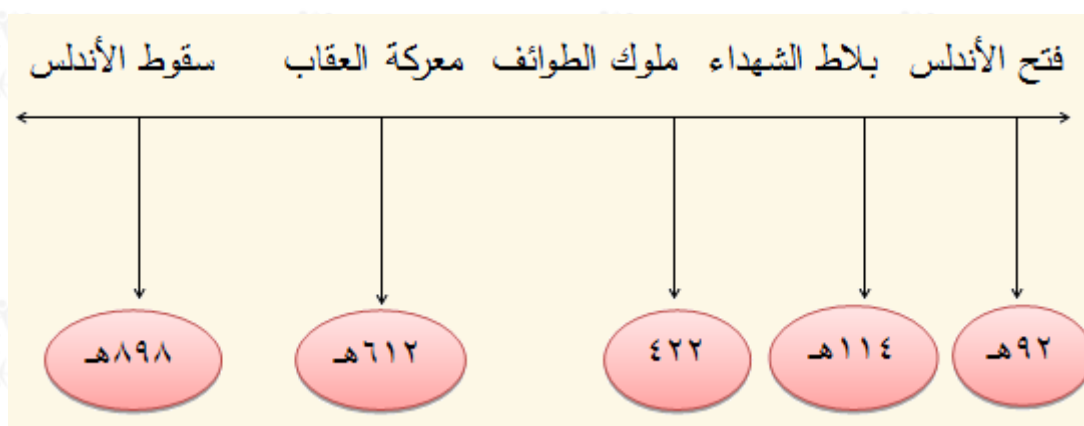 فتح الأندلس بلاط الشهداء ملوك الطوائف معركة العقاب سقوط الأندلس
٩٢هـ ١١٤هـ ٤٢٢ ٦١٢هـ ٨٩٨هـ